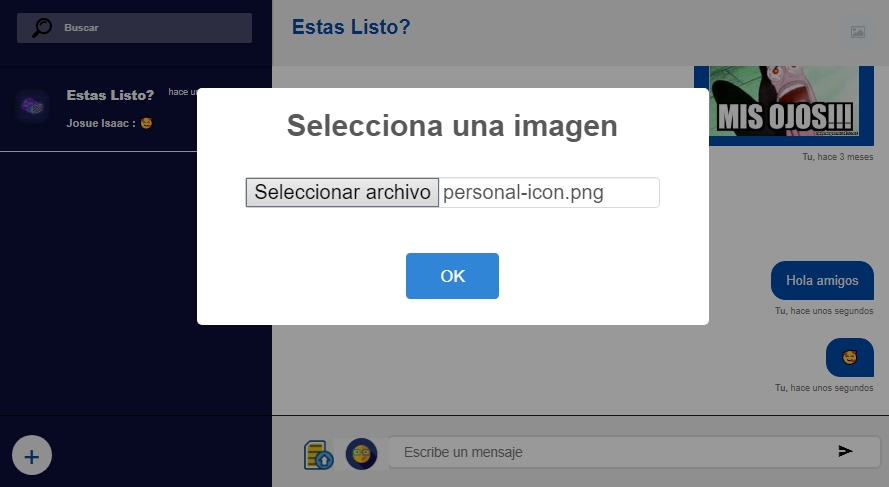 Buscar
Estas Listo?
Estas Listo?
hace un
Josue Isaac : 🥰
MIS OJOS!!!
Tu, hace 3 meses
Selecciona una imagen
Seleccionar archivo personal-icon.png
OK
Hola amigos
Tu, hace unos segundos
🥰
Tu, hace unos segundos
+
Escribe un mensaje